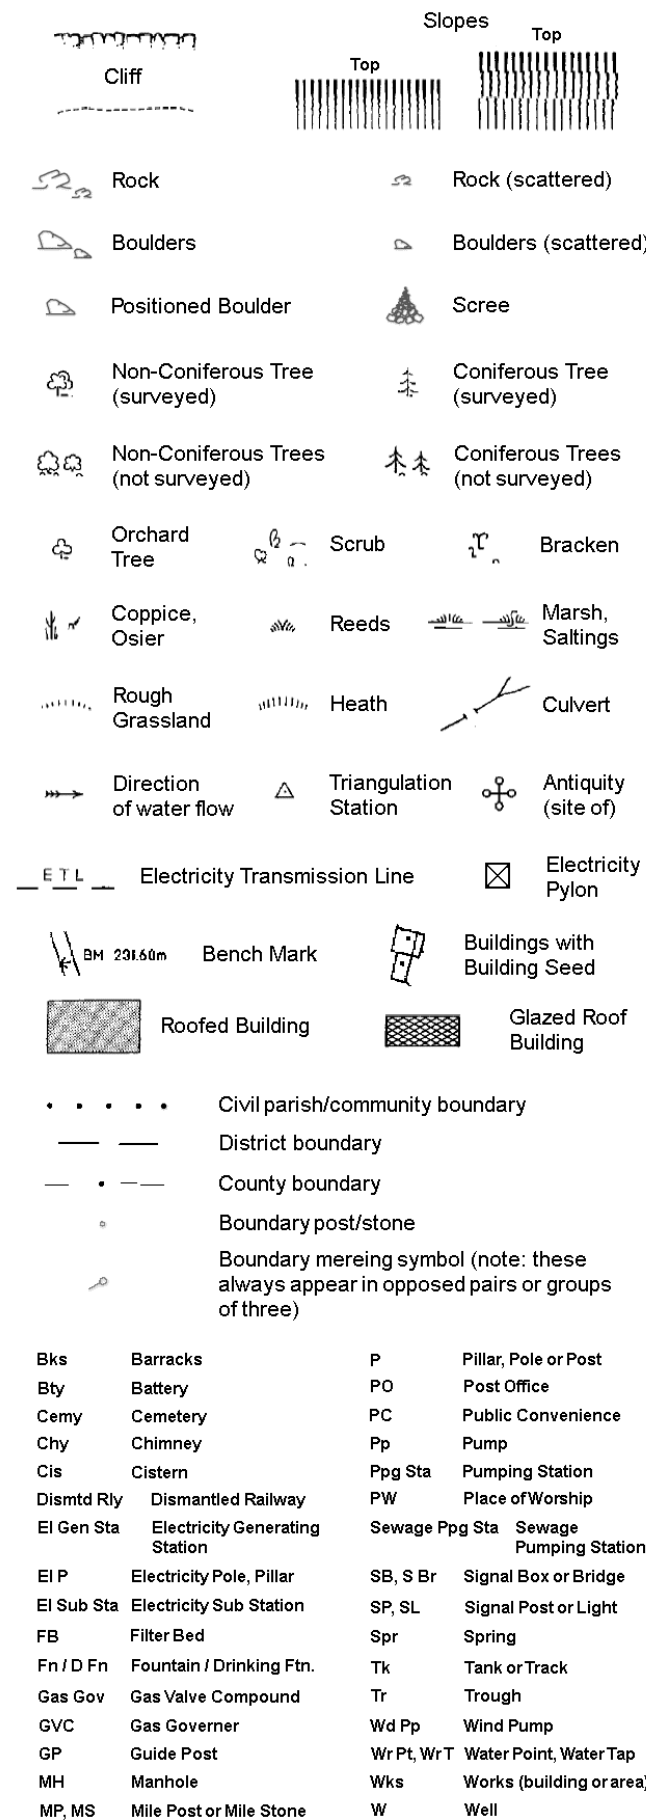 Slopes
Top
Top
Cliff
Rock
Rock (scattered)
Boulders
Boulders (scattered)
Positioned Boulder
Scree
Non-Coniferous Tree
(surveyed)
Coniferous Tree
(surveyed)
Non-Coniferous Trees
(not surveyed)
Coniferous Trees
(not surveyed)
Orchard
Tree
Scrub
Bracken
Coppice,
Osier
Reeds
Marsh,
Saltings
Rough
Grassland
Heath
Culvert
Direction
of water flow
Triangulation
Station
Antiquity
(site of)
E T L
Electricity Transmission Line
Electricity
Pylon
BM 231.60m
Bench Mark
Buildings with
Building Seed
Roofed Building
Glazed Roof
Building
Civil parish/community boundary
District boundary
County boundary
Boundary post/stone
Boundary mereing symbol (note: these
always appear in opposed pairs or groups
of three)
Bks Barracks P Pillar, Pole or Post
Bty Battery PO Post Office
Cemy Cemetery PC Public Convenience
Chy Chimney Pp Pump
Cis Cistern Ppg Sta Pumping Station
Dismtd Rly Dismantled Railway PW Place of Worship
El Gen Sta Electricity Generating
Station
Sewage Ppg Sta Sewage
Pumping Station
El P Electricity Pole, Pillar SB, S Br Signal Box or Bridge
El Sub Sta Electricity Sub Station SP, SL Signal Post or Light
FB Filter Bed Spr Spring
Fn / D Fn Fountain / Drinking Ftn. Tk Tank or Track
Gas Gov Gas Valve Compound Tr Trough
GVC Gas Governer Wd Pp Wind Pump
GP Guide Post Wr Pt, Wr T Water Point, Water Tap
MH Manhole Wks Works (building or area)
MP, MS Mile Post or Mile Stone W Well